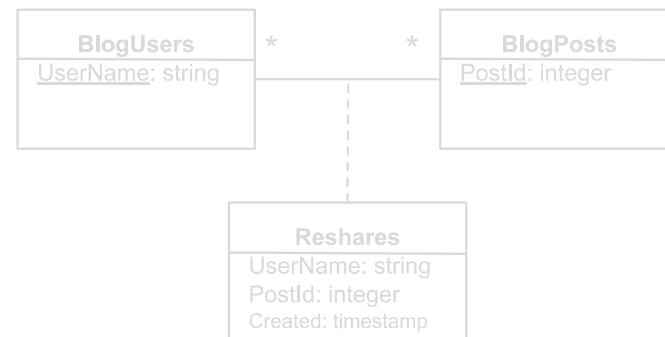 BlogUsers
UserName: string
*
*
BlogPosts
PostId: integer
Reshares
UserName: string
PostId: integer
Created: timestamp